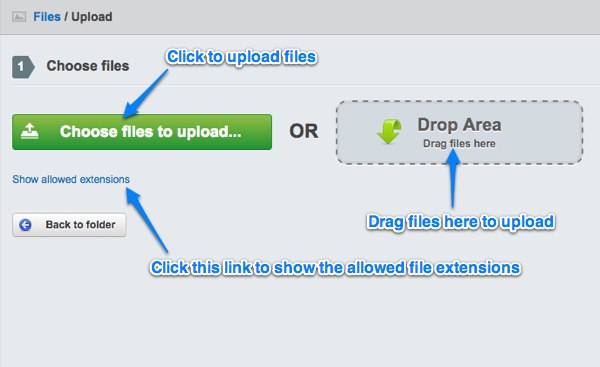 Files / Upload
Click to upload files
1 Choose files
Choose files to upload...
OR
Drop Area
Drag files here
Show allowed extensions
Drag files here to upload
Back to folder
Click this link to show the allowed file extensions